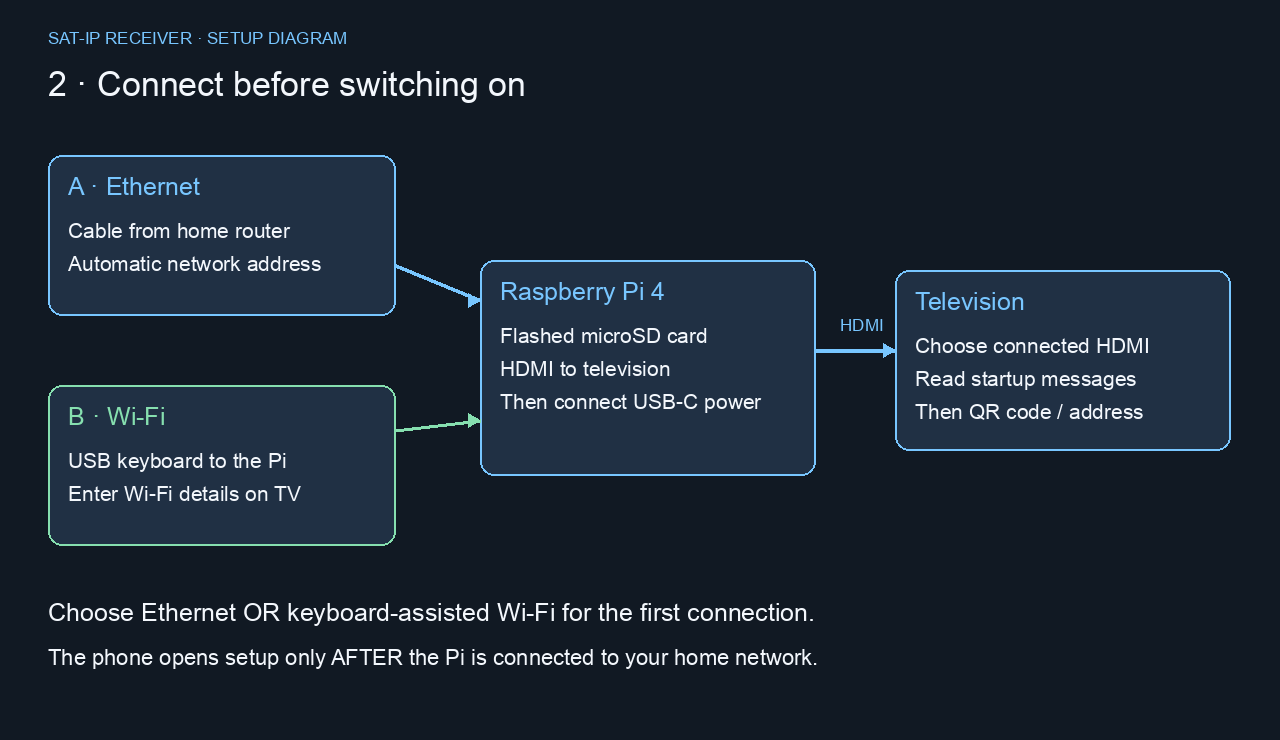 SAT-IP RECEIVER · SETUP DIAGRAM
2 · Connect before switching on
A · Ethernet
Cable from home router
Automatic network address
B · Wi-Fi
USB keyboard to the Pi
Enter Wi-Fi details on TV
Raspberry Pi 4
Flashed microSD card
HDMI to television
Then connect USB-C power
HDMI
Television
Choose connected HDMI
Read startup messages
Then QR code / address
Choose Ethernet OR keyboard-assisted Wi-Fi for the first connection.
The phone opens setup only AFTER the Pi is connected to your home network.